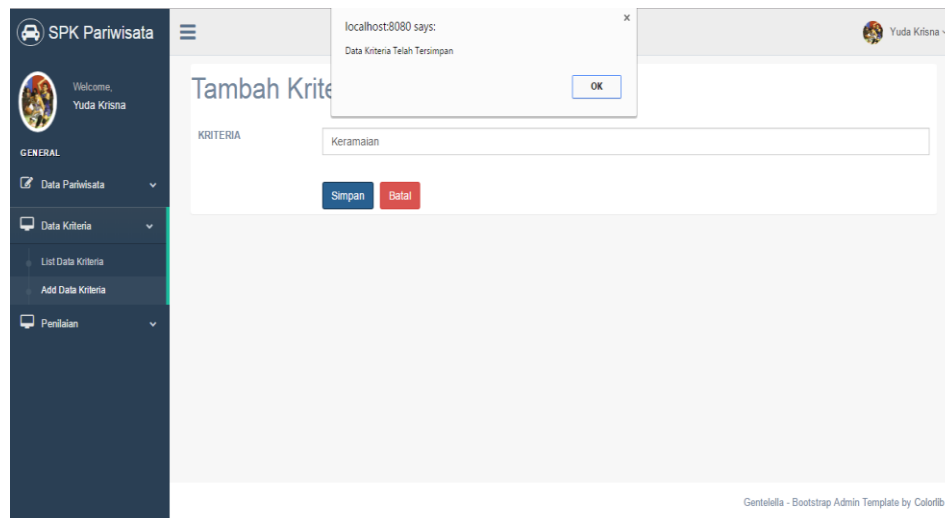 SPK Pariwisata
Welcome,
Yuda Krisna
GENERAL
Data Pariwisata
Data Kriteria
List Data Kriteria
Add Data Kriteria
Penilaian
localhost:8080 says:
x
Data Kriteria Telah Tersimpan
OK
Yuda Krisna
Tambah Krite
KRITERIA
Keramaian
Simpan Batal
Gentelella - Bootstrap Admin Template by Colorlib